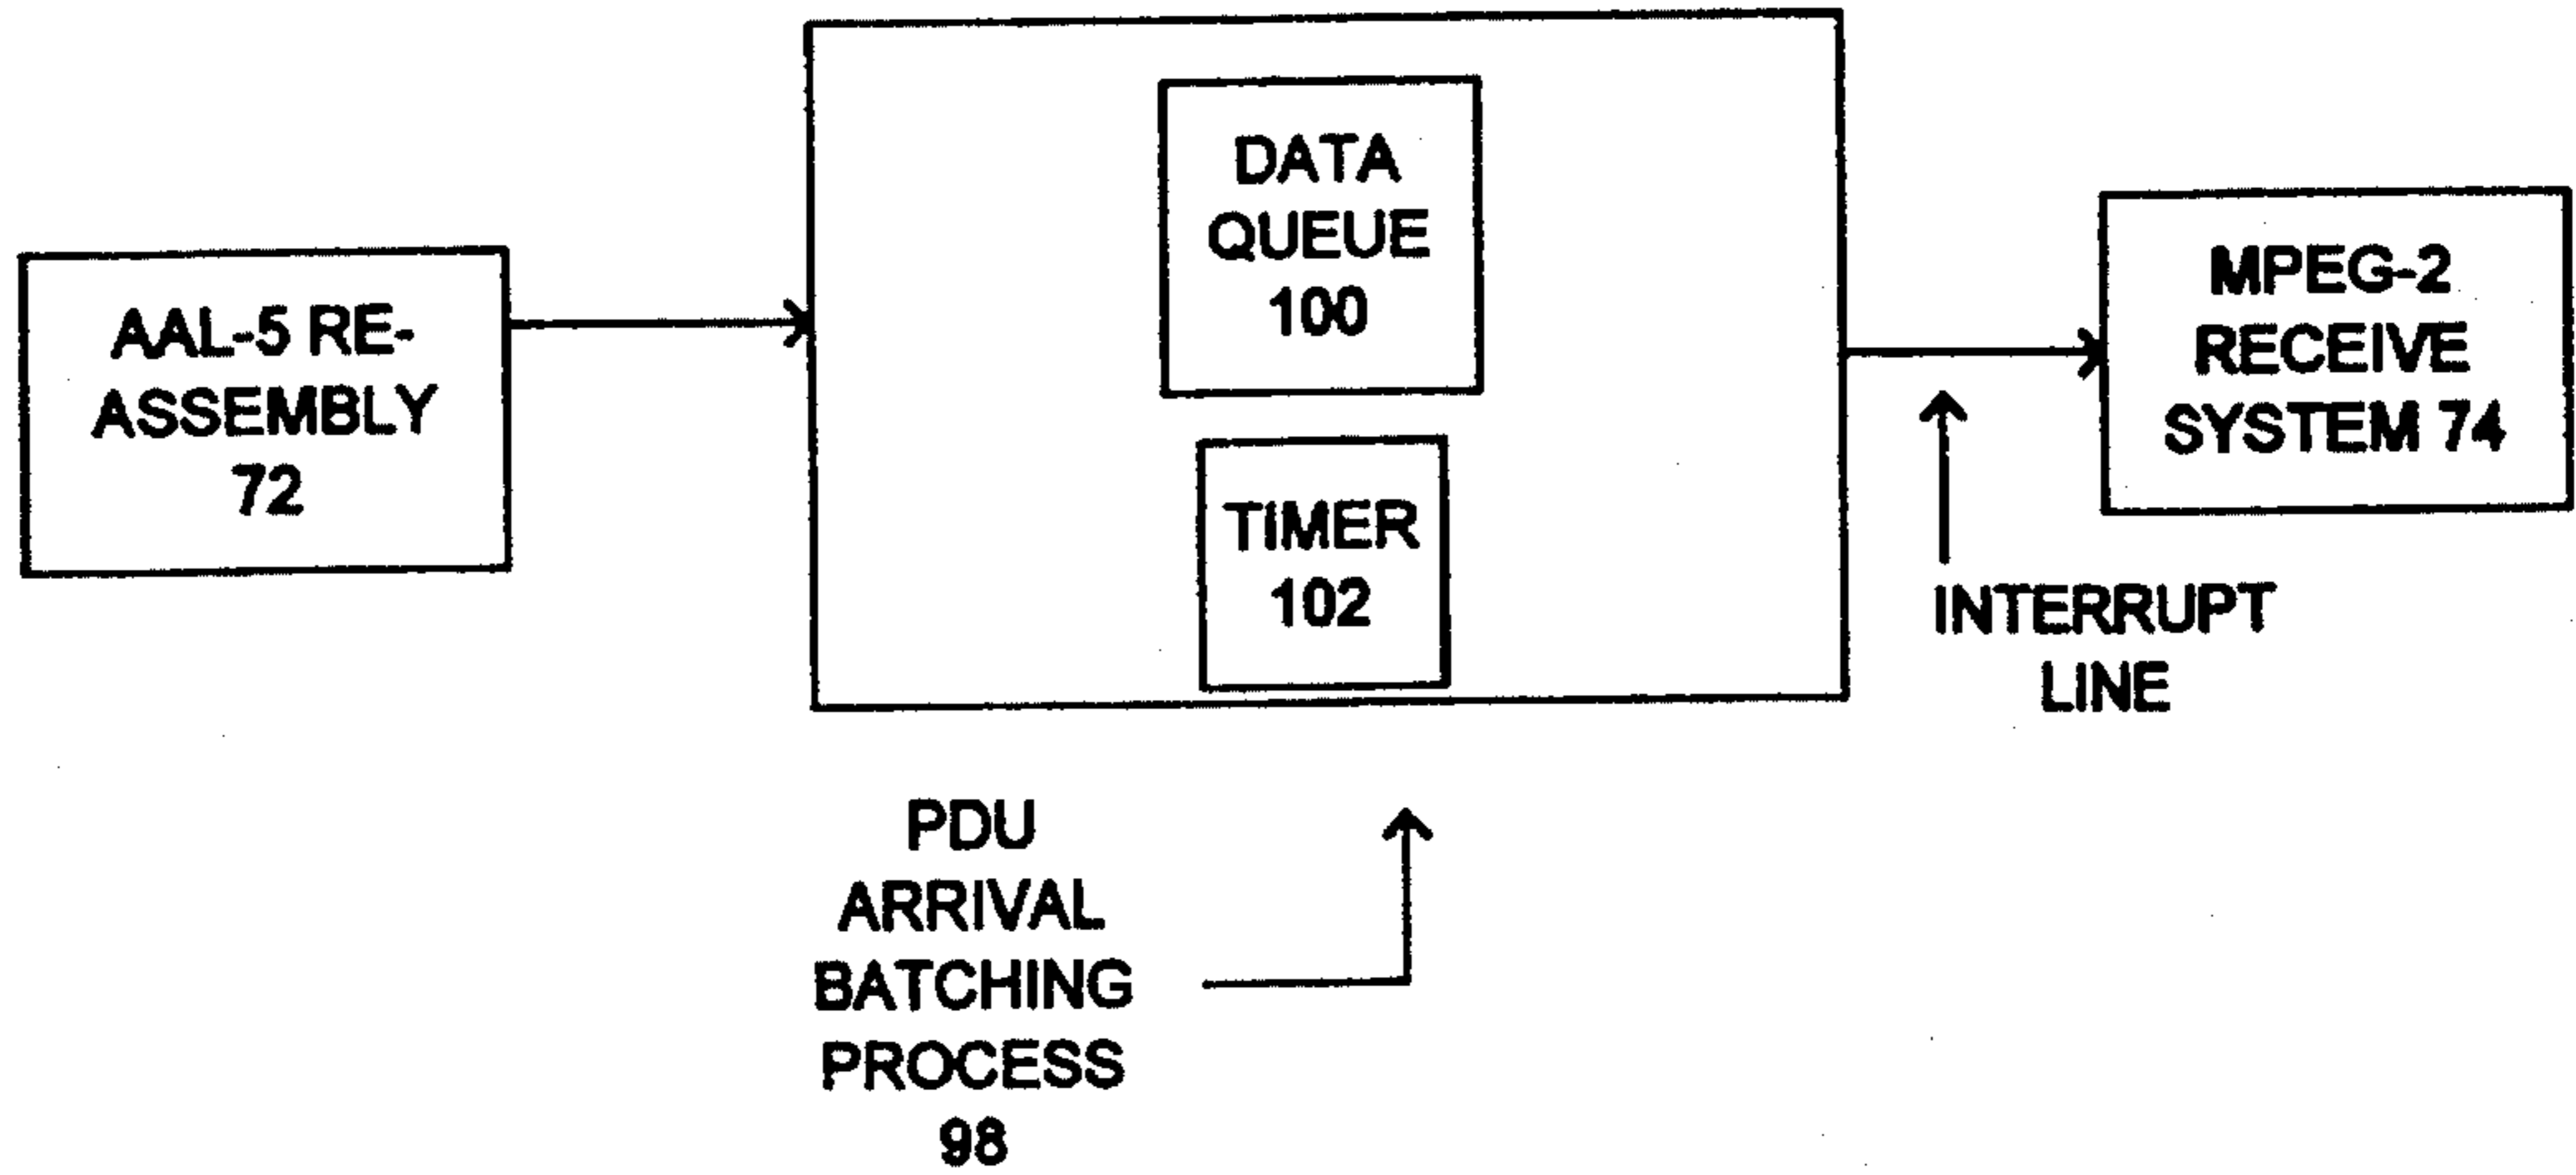 AAL-5 RE-
ASSEMBLY
72
DATA
QUEUE
100
TIMER
102
MPEG-2
RECEIVE
SYSTEM 74
INTERRUPT
LINE
PDU
ARRIVAL
BATCHING
PROCESS
98